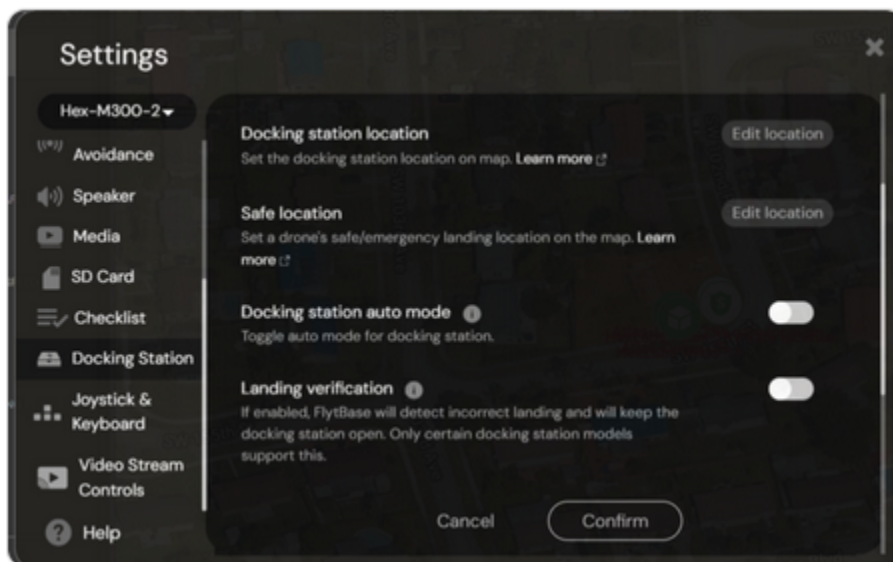 Settings
Hex-M300-2
Avoidance
Speaker
Media
SD Card
Checklist
Docking Station
Joystick &
Keyboard
Video Stream
Controls
Help
Docking station location
Edit location
Set the docking station location on map. Learn more
Safe location
Edit location
Set a drone's safe/emergency landing location on the map. Learn
more
Docking station auto mode
Toggle auto mode for docking station.
Landing verification
If enabled, FlytBase will detect incorrect landing and will keep the
docking station open. Only certain docking station models
support this.
Cancel
Confirm